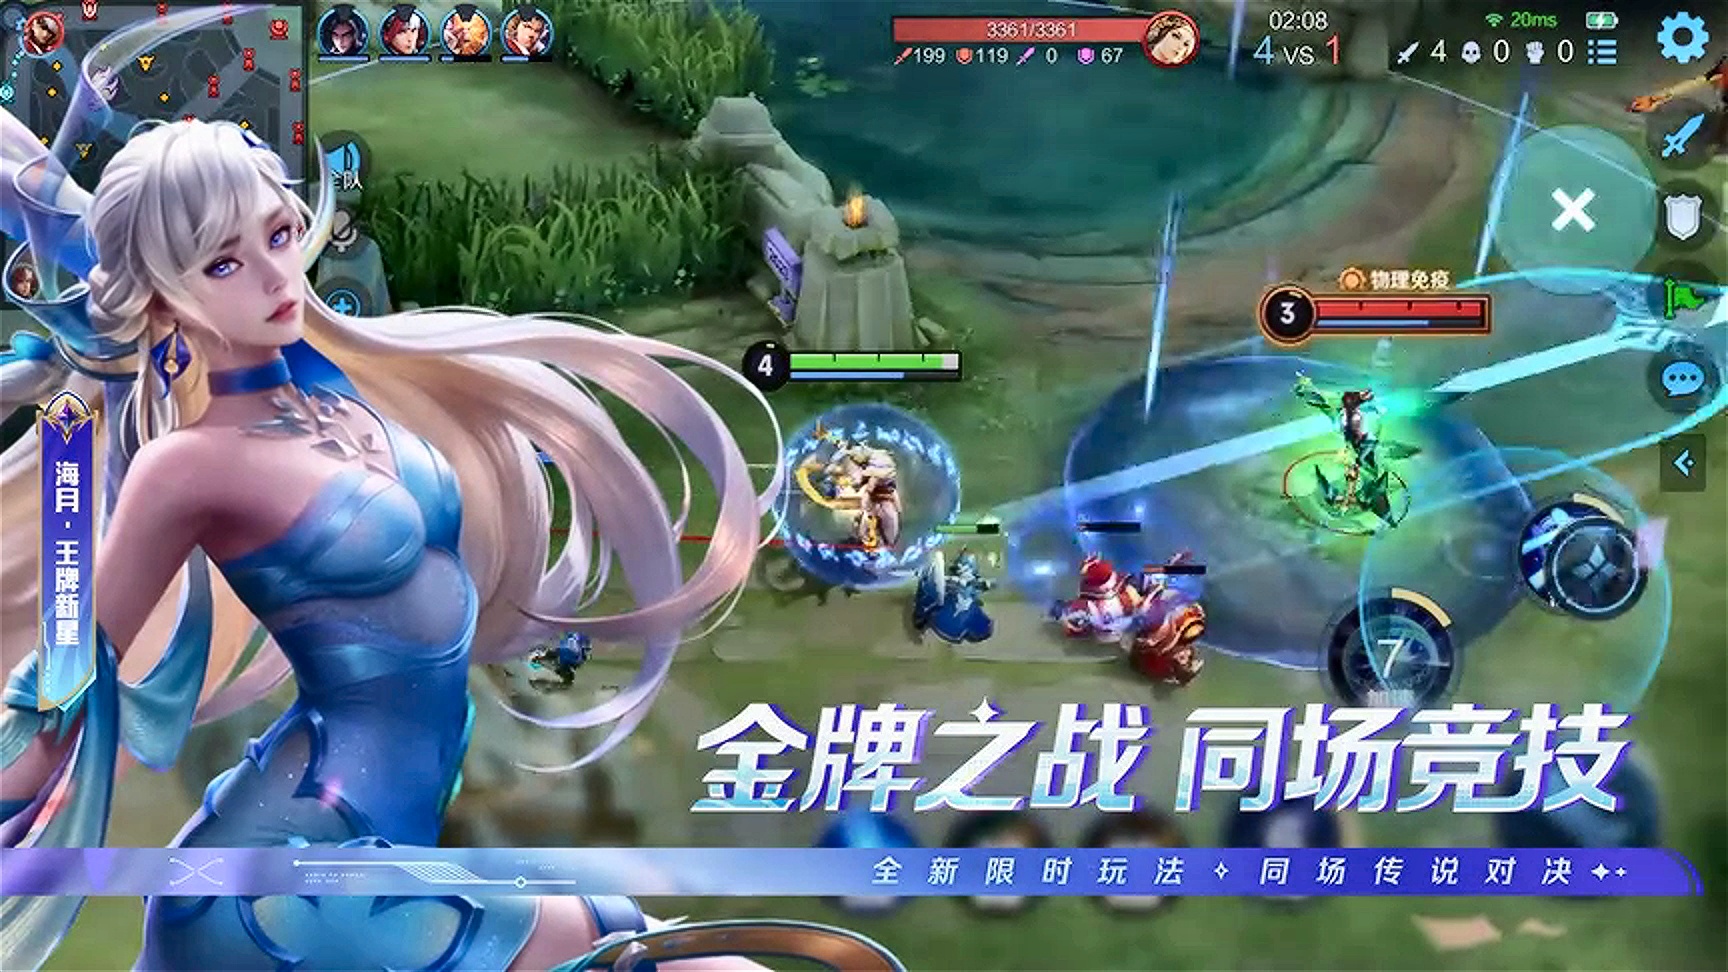 3361/3361
199 119 0 67
02:08
4 VS 1
20ms
4 0 0
全队
物理免疫
3
4
7
海月·王牌新星
金牌之战 同场竞技
全新限时玩法 同场传说对决